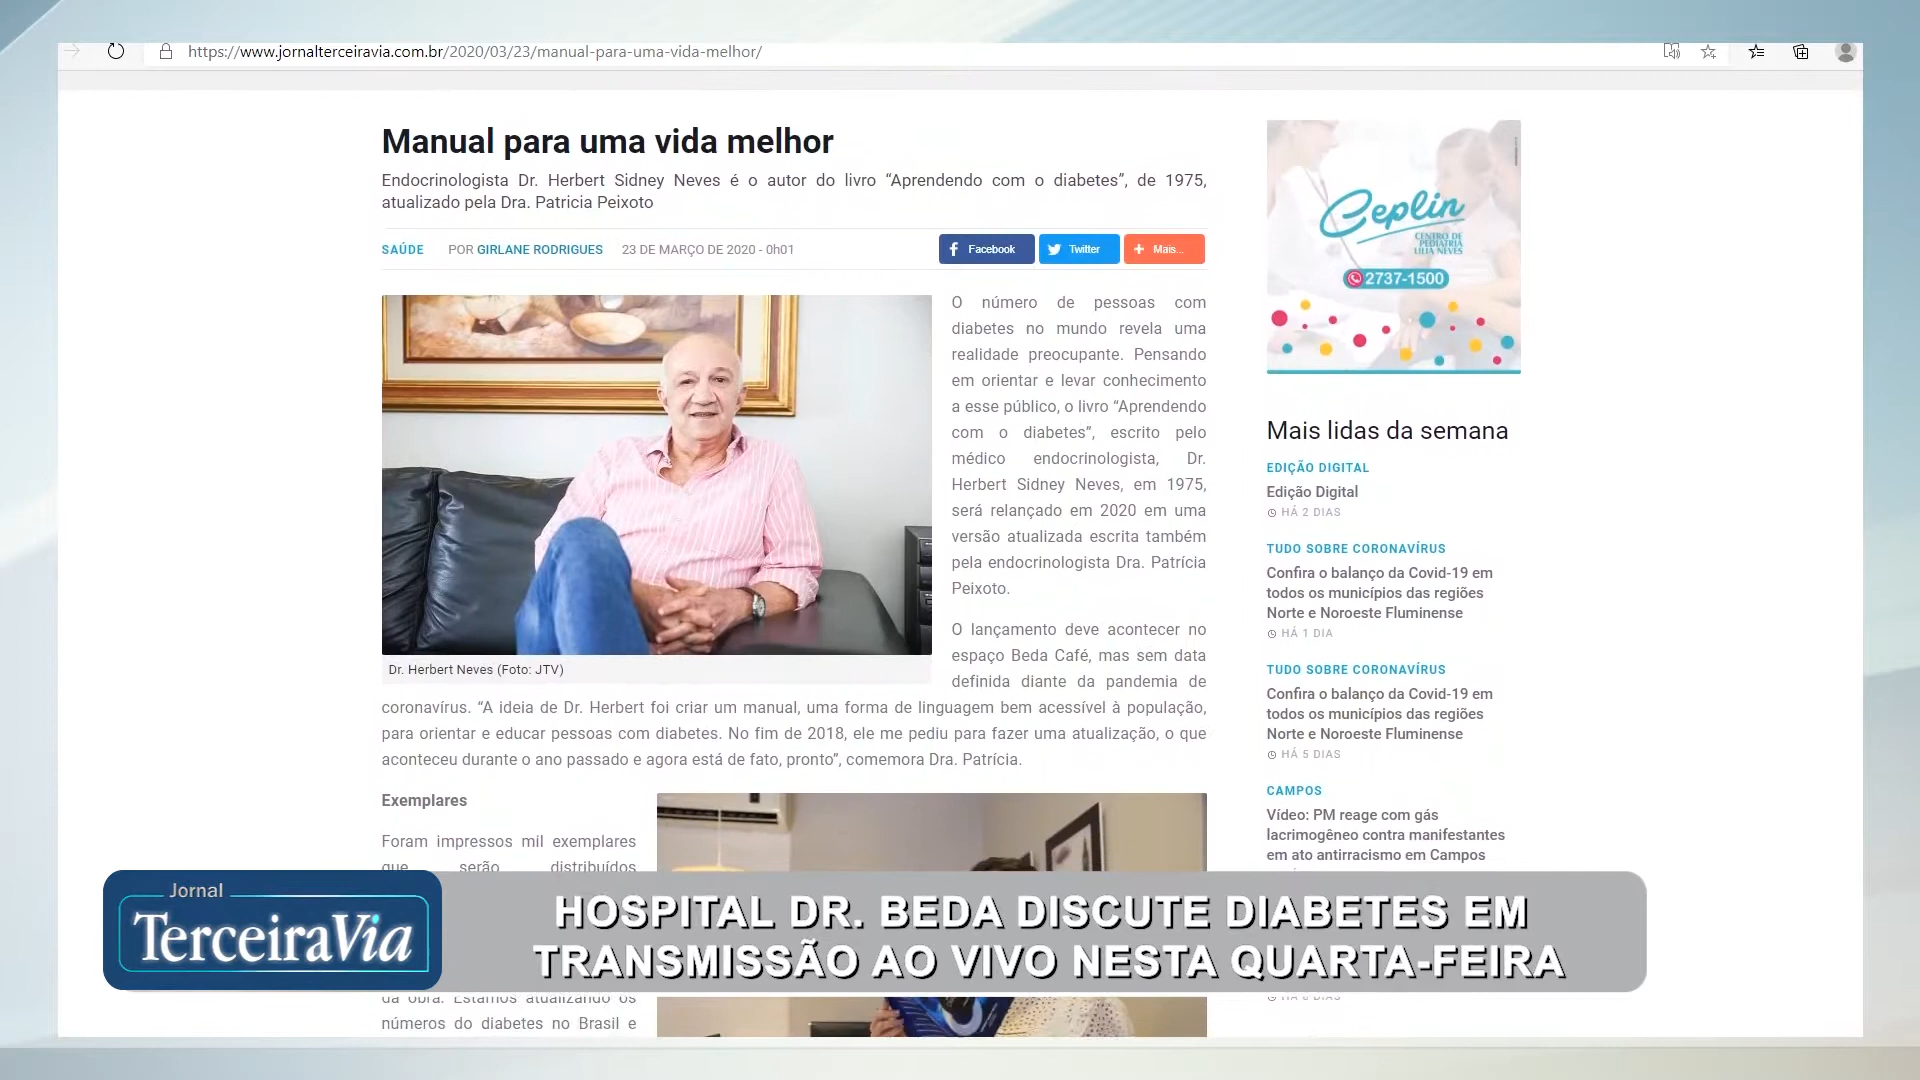 https://www.jornalterceiravia.com.br/2020/03/23/manual-para-uma-vida-melhor/
Manual para uma vida melhor
Endocrinologista Dr. Herbert Sidney Neves é o autor do livro “Aprendendo com o diabetes”, de 1975,
atualizado pela Dra. Patricia Peixoto
SAÚDE POR GIRLANE RODRIGUES 23 DE MARÇO DE 2020 - 0h01
Facebook Twitter Mais...
O número de pessoas com
diabetes no mundo revela uma
realidade preocupante. Pensando
em orientar e levar conhecimento
a esse público, o livro “Aprendendo
com o diabetes”, escrito pelo
médico endocrinologista, Dr.
Herbert Sidney Neves, em 1975,
será relançado em 2020 em uma
versão atualizada escrita também
pela endocrinologista Dra. Patrícia
Peixoto.
Dr. Herbert Neves (Foto: JTV)
O lançamento deve acontecer no
espaço Beda Café, mas sem data
definida diante da pandemia de
coronavírus. “A ideia de Dr. Herbert foi criar um manual, uma forma de linguagem bem acessível à população,
para orientar e educar pessoas com diabetes. No fim de 2018, ele me pediu para fazer uma atualização, o que
aconteceu durante o ano passado e agora está de fato, pronto”, comemora Dra. Patrícia.
Exemplares
Foram impressos mil exemplares
que serão distribuídos
da obra. Estamos atualizando os
números do diabetes no Brasil e
Ceplin
CENTRO DE
PEDIATRIA
LILIA NEVES
2737-1500
Mais lidas da semana
EDIÇÃO DIGITAL
Edição Digital
HÁ 2 DIAS
TUDO SOBRE CORONAVÍRUS
Confira o balanço da Covid-19 em
todos os municípios das regiões
Norte e Noroeste Fluminense
HÁ 1 DIA
TUDO SOBRE CORONAVÍRUS
Confira o balanço da Covid-19 em
todos os municípios das regiões
Norte e Noroeste Fluminense
HÁ 5 DIAS
CAMPOS
Vídeo: PM reage com gás
lacrimogêneo contra manifestantes
em ato antirracismo em Campos
Jornal
TerceiraVia
HOSPITAL DR. BEDA DISCUTE DIABETES EM
TRANSMISSÃO AO VIVO NESTA QUARTA-FEIRA